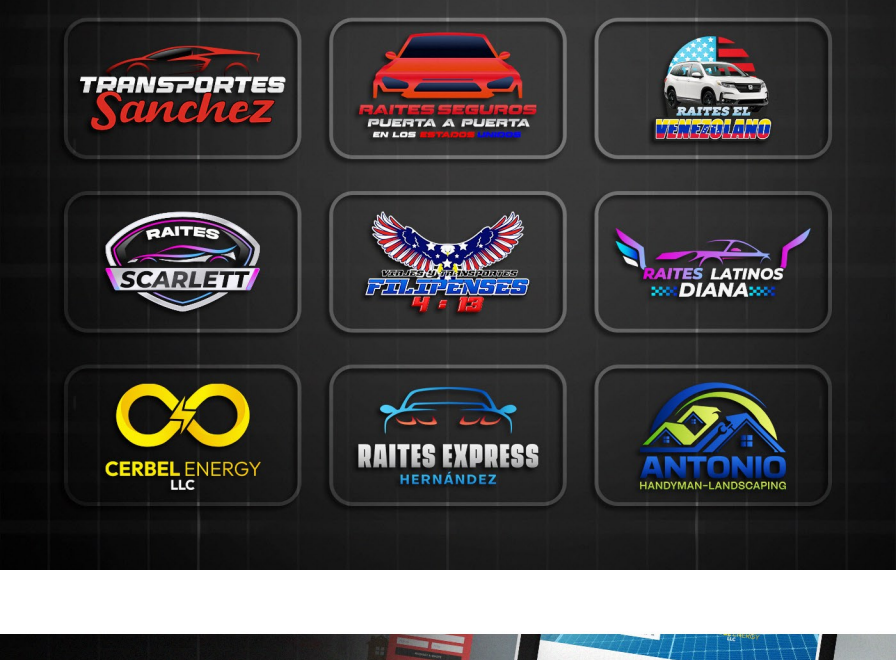 TRANSPORTES
Sanchez
RAITES SEGUROS
PUERTA A PUERTA
EN LOS ESTADOS UNIDOS
RAITES EL
VENEZOLANO
RAITES
SCARLETT
VIAJES Y TRANSPORTES
FILIPENSES
4 : 13
RAITES LATINOS
DIANA
CERBEL ENERGY
LLC
RAITES EXPRESS
HERNÁNDEZ
ANTONIO
HANDYMAN-LANDSCAPING